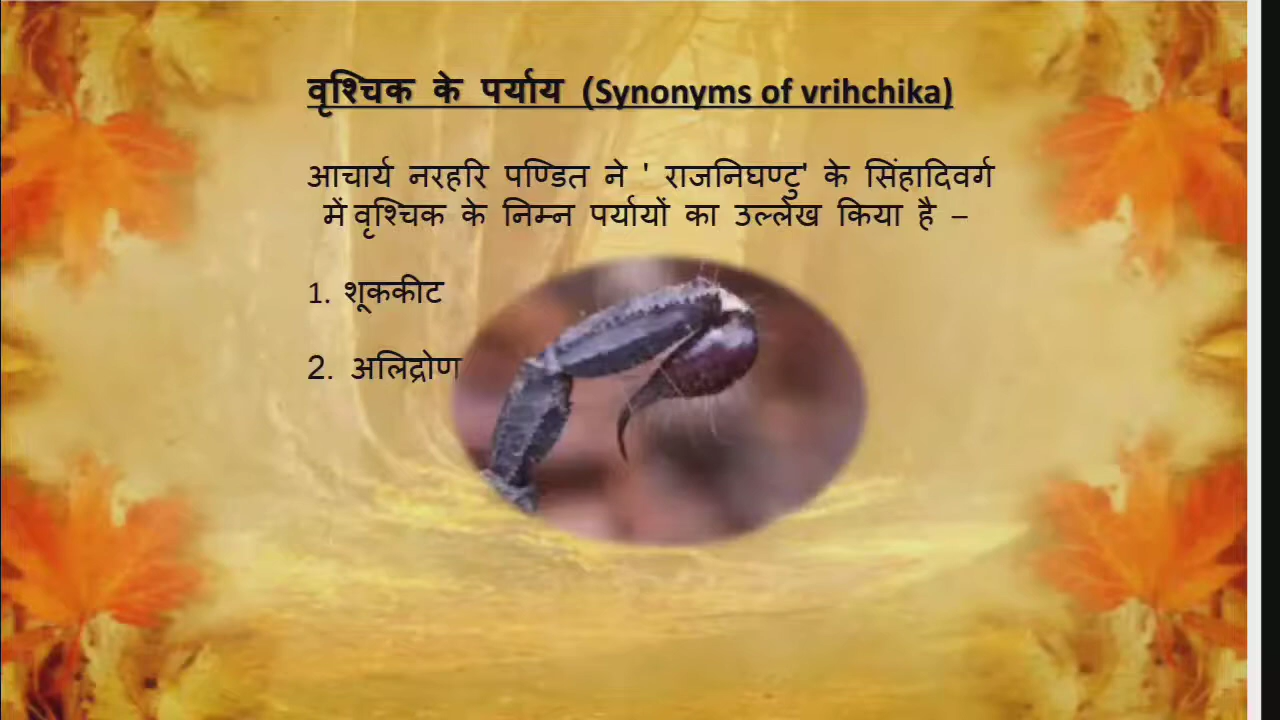 वृश्चिक के पर्याय (Synonyms of vrihchika)
आचार्य नरहरि पण्डित ने ' राजनिघण्टु' के सिंहादिवर्ग
में वृश्चिक के निम्न पर्यायों का उल्लेख किया है –
1. शूककीट
2. अलिद्रोण